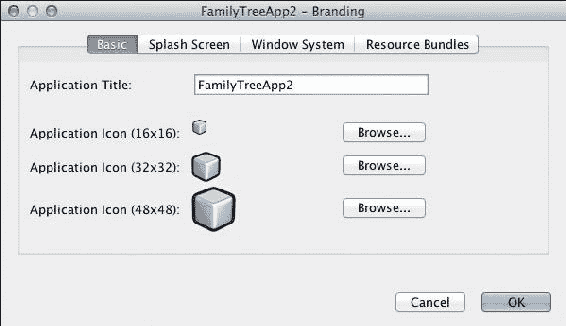 FamilyTreeApp2 - Branding
Basic Splash Screen Window System Resource Bundles
Application Title: FamilyTreeApp2
Application Icon (16x16): Browse...
Application Icon (32x32): Browse...
Application Icon (48x48): Browse...
Cancel OK